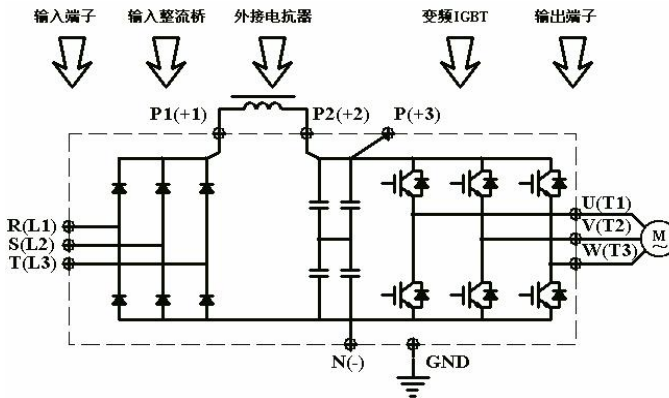 输入端子 输入整流桥 外接电抗器 变频IGBT 输出端子
P1(+1) P2(+2) P(+3)
R(L1)
S(L2)
T(L3)
U(T1)
V(T2)
W(T3)
M
~
N(-) GND